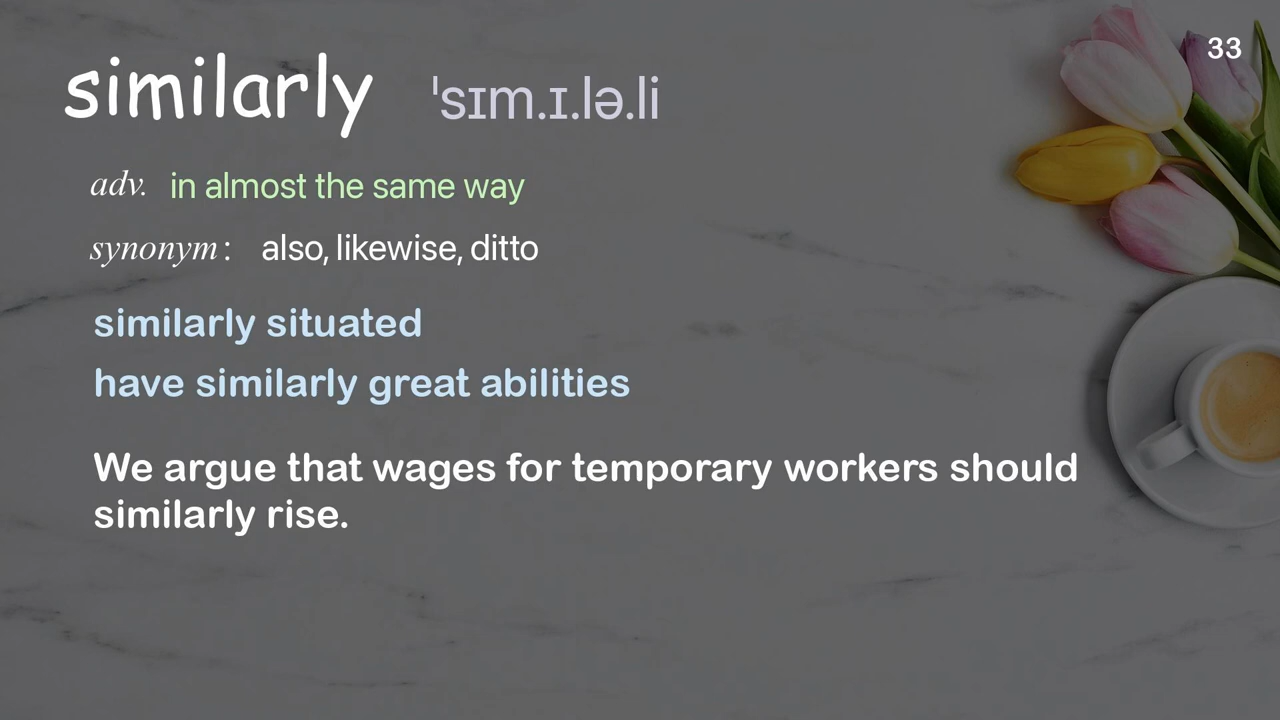 33
similarly ˈsɪm.ɪ.lə.li
adv. in almost the same way
synonym: also, likewise, ditto
similarly situated
have similarly great abilities
We argue that wages for temporary workers should
similarly rise.